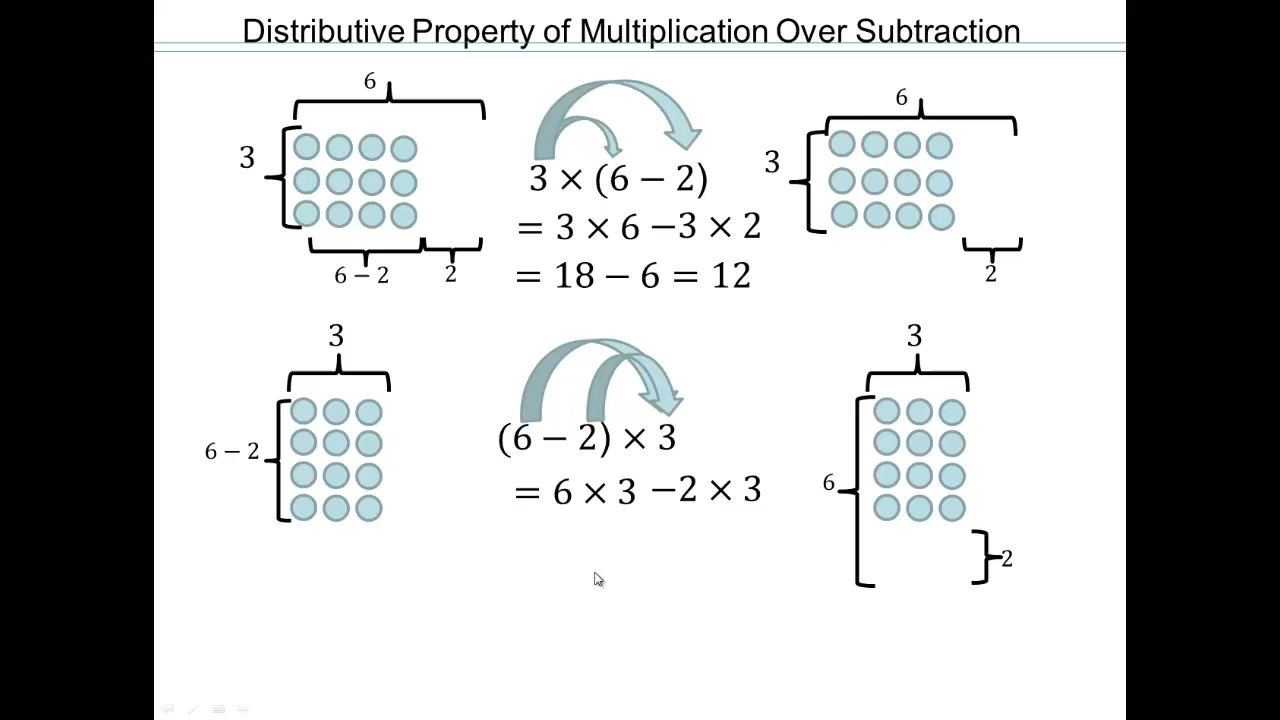 Distributive Property of Multiplication Over Subtraction
6
3
6 − 2
2
3 × (6 − 2)
= 3 × 6 −3 × 2
= 18 − 6 = 12
6
3
2
3
6 − 2
(6 − 2) × 3
= 6 × 3 −2 × 3
3
6
2